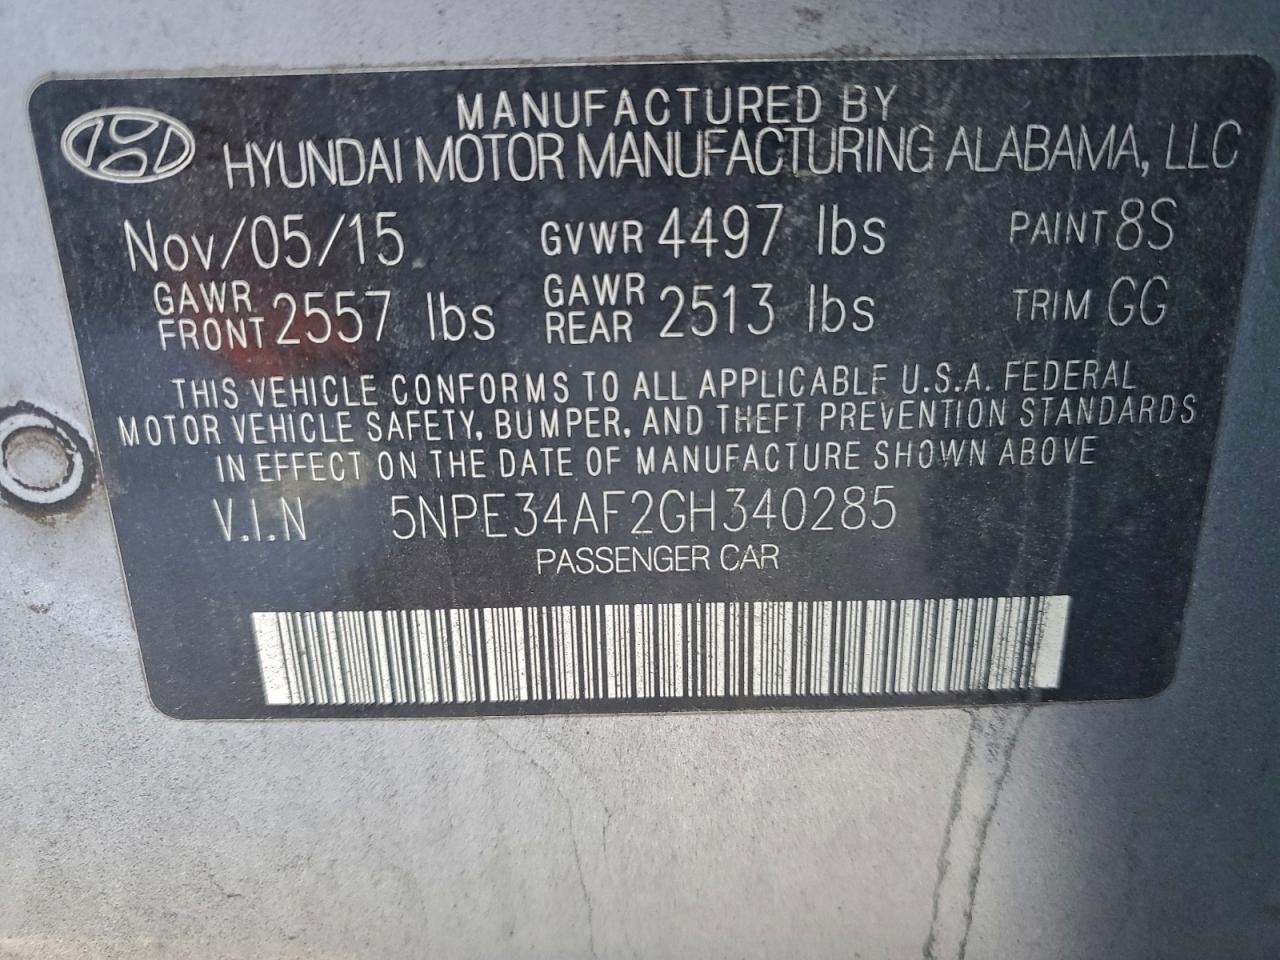 MANUFACTURED BY
HYUNDAI MOTOR MANUFACTURING ALABAMA, LLC
Nov/05/15 GVWR 4497 lbs PAINT 8S
GAWR FRONT 2557 lbs GAWR REAR 2513 lbs TRIM GG
THIS VEHICLE CONFORMS TO ALL APPLICABLE U.S.A. FEDERAL
MOTOR VEHICLE SAFETY, BUMPER, AND THEFT PREVENTION STANDARDS
IN EFFECT ON THE DATE OF MANUFACTURE SHOWN ABOVE
V.I.N 5NPE34AF2GH340285
PASSENGER CAR